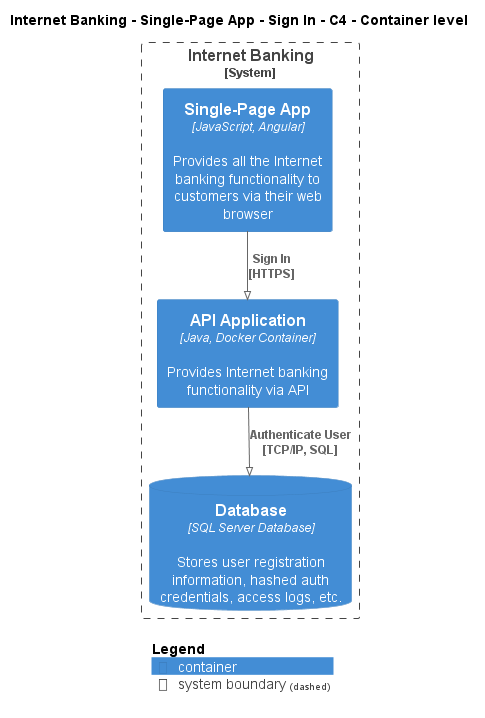 Internet Banking - Single-Page App - Sign In - C4 - Container level
Internet Banking
[System]
Single-Page App
[JavaScript, Angular]
Provides all the Internet
banking functionality to
customers via their web
browser
Sign In
[HTTPS]
API Application
[Java, Docker Container]
Provides Internet banking
functionality via API
Authenticate User
[TCP/IP, SQL]
Database
[SQL Server Database]
Stores user registration
information, hashed auth
credentials, access logs, etc.
Legend
container
system boundary (dashed)